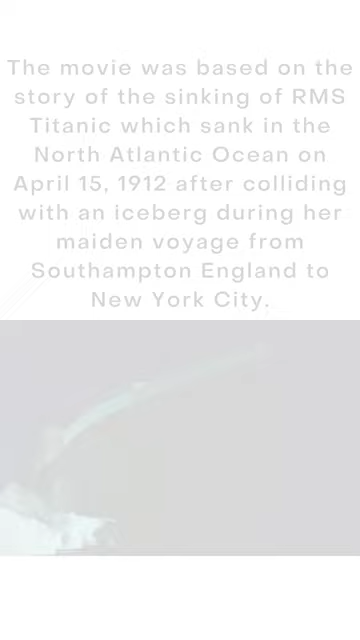 The movie was based on the
story of the sinking of RMS
Titanic which sank in the
North Atlantic Ocean on
April 15, 1912 after colliding
with an iceberg during her
maiden voyage from
Southampton England to
New York City.